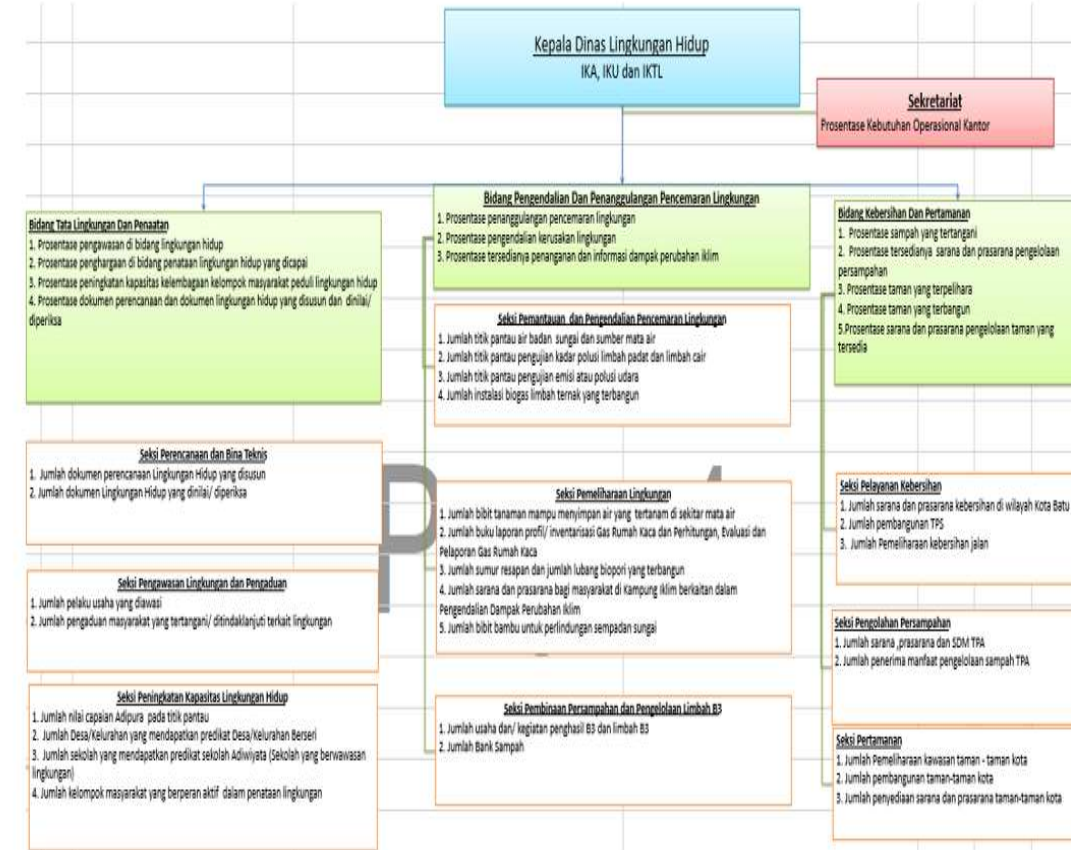 Kepala Dinas Lingkungan Hidup
IKA, IKU dan IKTL
Sekretariat
Prosentase Kebutuhan Operasional Kantor
Bidang Tata Lingkungan Dan Penaatan
1. Prosentase pengawasan di bidang lingkungan hidup
2. Prosentase penghargaan di bidang penataan lingkungan hidup yang dicapai
3. Prosentase peningkatan kapasitas kelembagaan kelompok masyarakat peduli lingkungan hidup
4. Prosentase dokumen perencanaan dan dokumen lingkungan hidup yang disusun dan dinilai/
diperiksa
Seksi Perencanaan dan Bina Teknis
1. Jumlah dokumen perencanaan Lingkungan Hidup yang disusun
2. Jumlah dokumen Lingkungan Hidup yang dinilai/ diperiksa
Seksi Pengawasan Lingkungan dan Pengaduan
1. Jumlah pelaku usaha yang diawasi
2. Jumlah pengaduan masyarakat yang tertangani/ ditindaklanjuti terkait lingkungan
Seksi Peningkatan Kapasitas Lingkungan Hidup
1. Jumlah nilai capaian Adipura pada titik pantau
2. Jumlah Desa/Kelurahan yang mendapatkan predikat Desa/Kelurahan Berseri
3. Jumlah sekolah yang mendapatkan predikat sekolah Adiwiyata (Sekolah yang berwawasan
lingkungan)
4. Jumlah kelompok masyarakat yang berperan aktif dalam penataan lingkungan
Bidang Pengendalian Dan Penanggulangan Pencemaran Lingkungan
1. Prosentase penanggulangan pencemaran lingkungan
2. Prosentase pengendalian kerusakan lingkungan
3. Prosentase tersedianya penanganan dan informasi dampak perubahan iklim
Seksi Pemantauan dan Pengendalian Pencemaran Lingkungan
1. Jumlah titik pantau air badan sungai dan sumber mata air
2. Jumlah titik pantau pengujian kadar polusi limbah padat dan limbah cair
3. Jumlah titik pantau pengujian emisi atau polusi udara
4. Jumlah instalasi biogas limbah ternak yang terbangun
Seksi Pemeliharaan Lingkungan
1. Jumlah bibit tanaman mampu menyimpan air yang tertanam di sekitar mata air
2. Jumlah buku laporan profil/ inventarisasi Gas Rumah Kaca dan Perhitungan, Evaluasi dan
Pelaporan Gas Rumah Kaca
3. Jumlah sumur resapan dan jumlah lubang biopori yang terbangun
4. Jumlah sarana dan prasarana bagi masyarakat di Kampung Iklim berkaitan dalam
Pengendalian Dampak Perubahan Iklim
5. Jumlah bibit bambu untuk perlindungan sempadan sungai
Seksi Pembinaan Persampahan dan Pengelolaan Limbah B3
1. Jumlah usaha dan/ kegiatan penghasil B3 dan limbah B3
2. Jumlah Bank Sampah
Bidang Kebersihan Dan Pertamanan
1. Prosentase sampah yang tertangani
2. Prosentase tersedianya sarana dan prasarana pengelolaan
persampahan
3. Prosentase taman yang terpelihara
4. Prosentase taman yang terbangun
5.Prosentase sarana dan prasarana pengelolaan taman yang
tersedia
Seksi Pelayanan Kebersihan
1. Jumlah sarana dan prasarana kebersihan di wilayah Kota Batu
2. Jumlah pembangunan TPS
3. Jumlah Pemeliharaan kebersihan jalan
Seksi Pengolahan Persampahan
1. Jumlah sarana ,prasarana dan SDM TPA
2. Jumlah penerima manfaat pengelolaan sampah TPA
Seksi Pertamanan
1. Jumlah Pemeliharaan kawasan taman - taman kota
2. Jumlah pembangunan taman-taman kota
3. Jumlah penyediaan sarana dan prasarana taman-taman kota